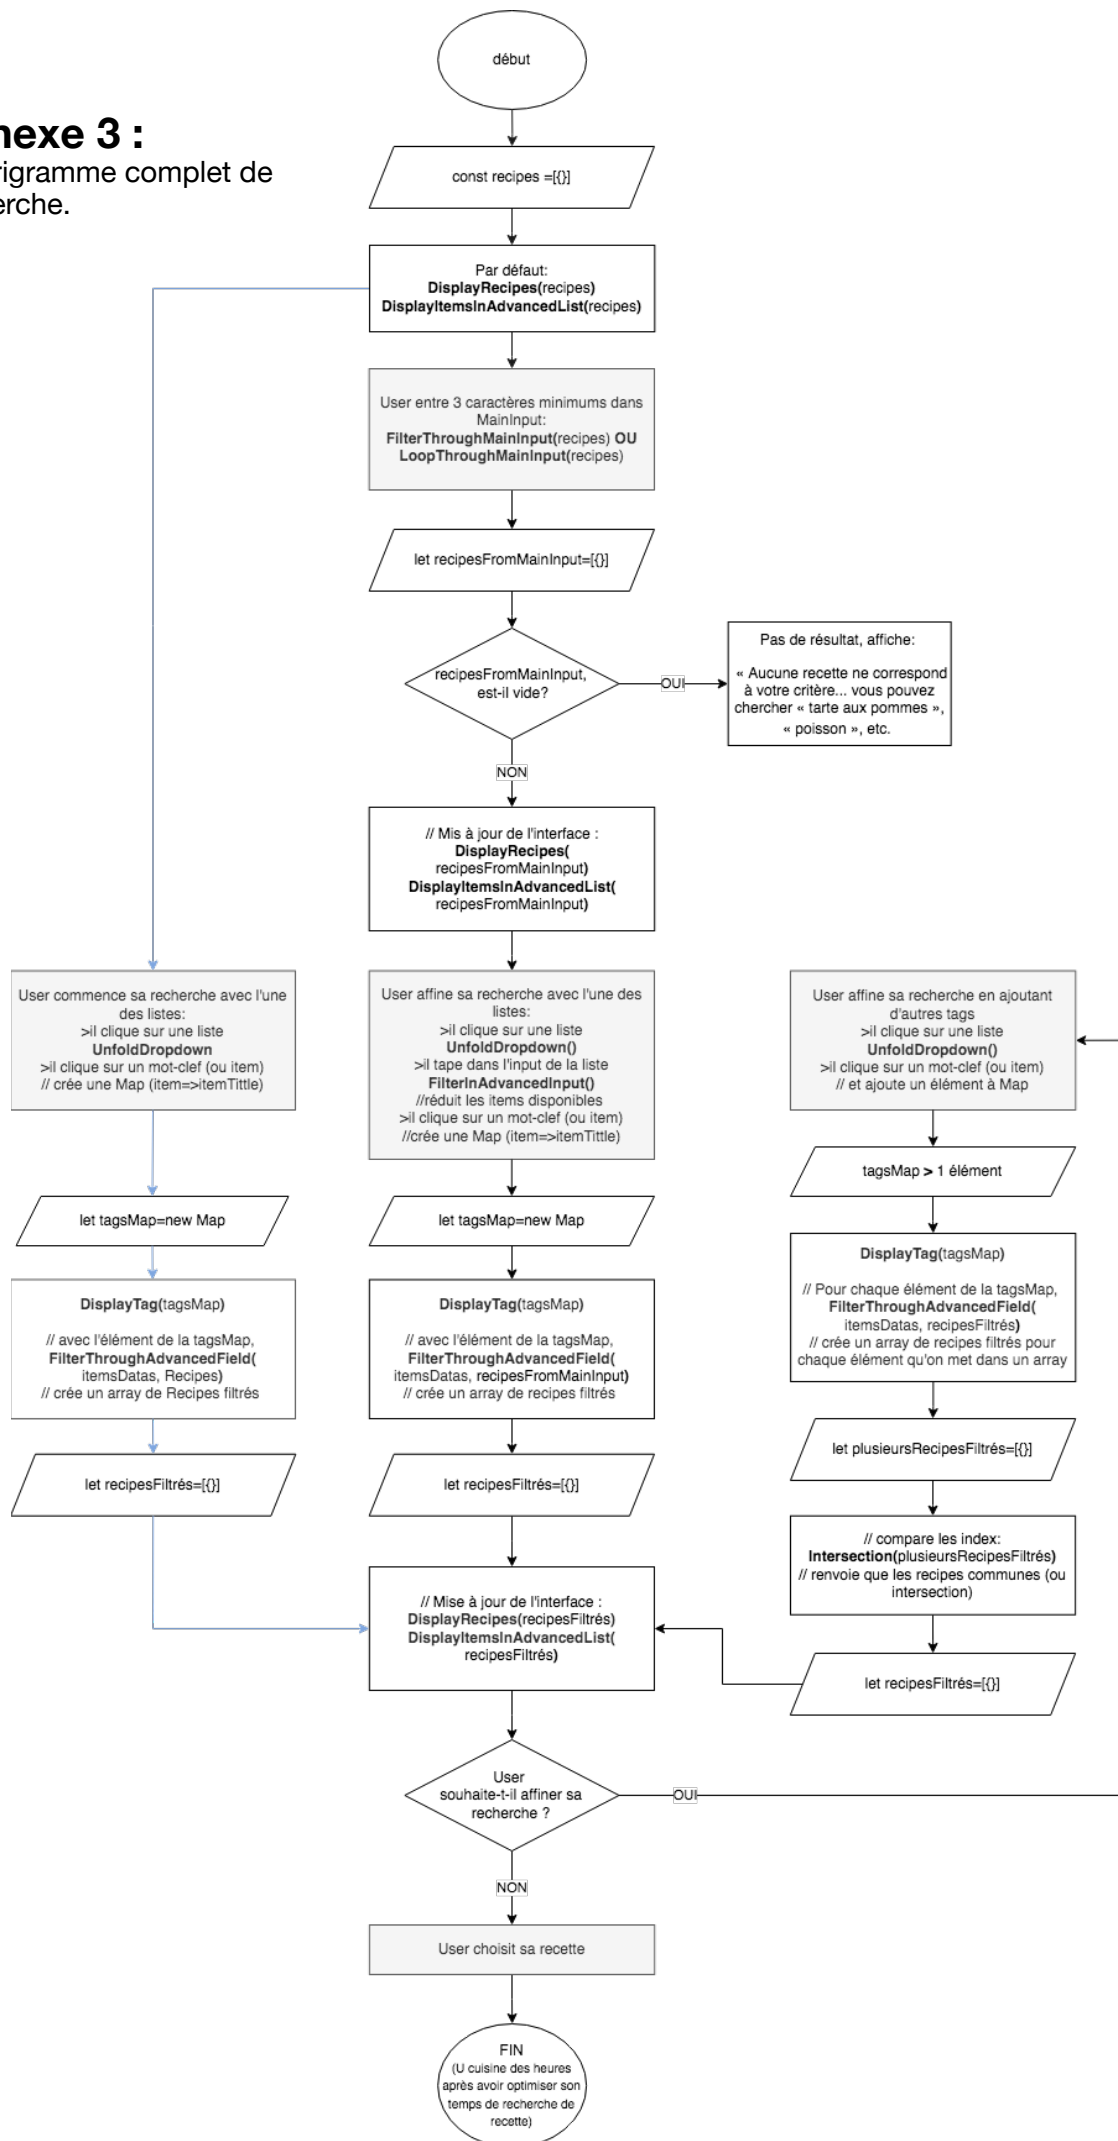 début
nexe 3 :
rigramme complet de
erche.
const recipes =[{}]
Par défaut:
DisplayRecipes(recipes)
DisplayItemsInAdvancedList(recipes)
User entre 3 caractères minimums dans
MainInput:
FilterThroughMainInput(recipes) OU
LoopThroughMainInput(recipes)
let recipesFromMainInput=[{}]
recipesFromMainInput,
est-il vide?
OUI
Pas de résultat, affiche:
« Aucune recette ne correspond
à votre critère... vous pouvez
chercher « tarte aux pommes »,
« poisson », etc.
NON
// Mis à jour de l'interface :
DisplayRecipes(
recipesFromMainInput)
DisplayItemsInAdvancedList(
recipesFromMainInput)
User commence sa recherche avec l'une
des listes:
>il clique sur une liste
UnfoldDropdown
>il clique sur un mot-clef (ou item)
// crée une Map (item=>itemTittle)
let tagsMap=new Map
DisplayTag(tagsMap)
// avec l'élément de la tagsMap,
FilterThroughAdvancedField(
itemsDatas, Recipes)
// crée un array de Recipes filtrés
let recipesFiltrés=[{}]
User affine sa recherche avec l'une des
listes:
>il clique sur une liste
UnfoldDropdown()
>il tape dans l'input de la liste
FilterInAdvancedInput()
//réduit les items disponibles
>il clique sur un mot-clef (ou item)
//crée une Map (item=>itemTittle)
let tagsMap=new Map
DisplayTag(tagsMap)
// avec l'élément de la tagsMap,
FilterThroughAdvancedField(
itemsDatas, recipesFromMainInput)
// crée un array de recipes filtrés
let recipesFiltrés=[{}]
User affine sa recherche en ajoutant
d'autres tags
>il clique sur une liste
UnfoldDropdown()
>il clique sur un mot-clef (ou item)
// et ajoute un élément à Map
tagsMap > 1 élément
DisplayTag(tagsMap)
// Pour chaque élément de la tagsMap,
FilterThroughAdvancedField(
itemsDatas, recipesFiltrés)
// crée un array de recipes filtrés pour
chaque élément qu'on met dans un array
let plusieursRecipesFiltrés=[{}]
// compare les index:
Intersection(plusieursRecipesFiltrés)
// renvoie que les recipes communes (ou
intersection)
let recipesFiltrés=[{}]
// Mise à jour de l'interface :
DisplayRecipes(recipesFiltrés)
DisplayItemsInAdvancedList(
recipesFiltrés)
User
souhaite-t-il affiner sa
recherche ?
OUI
NON
User choisit sa recette
FIN
(U cuisine des heures
après avoir optimiser son
temps de recherche de
recette)